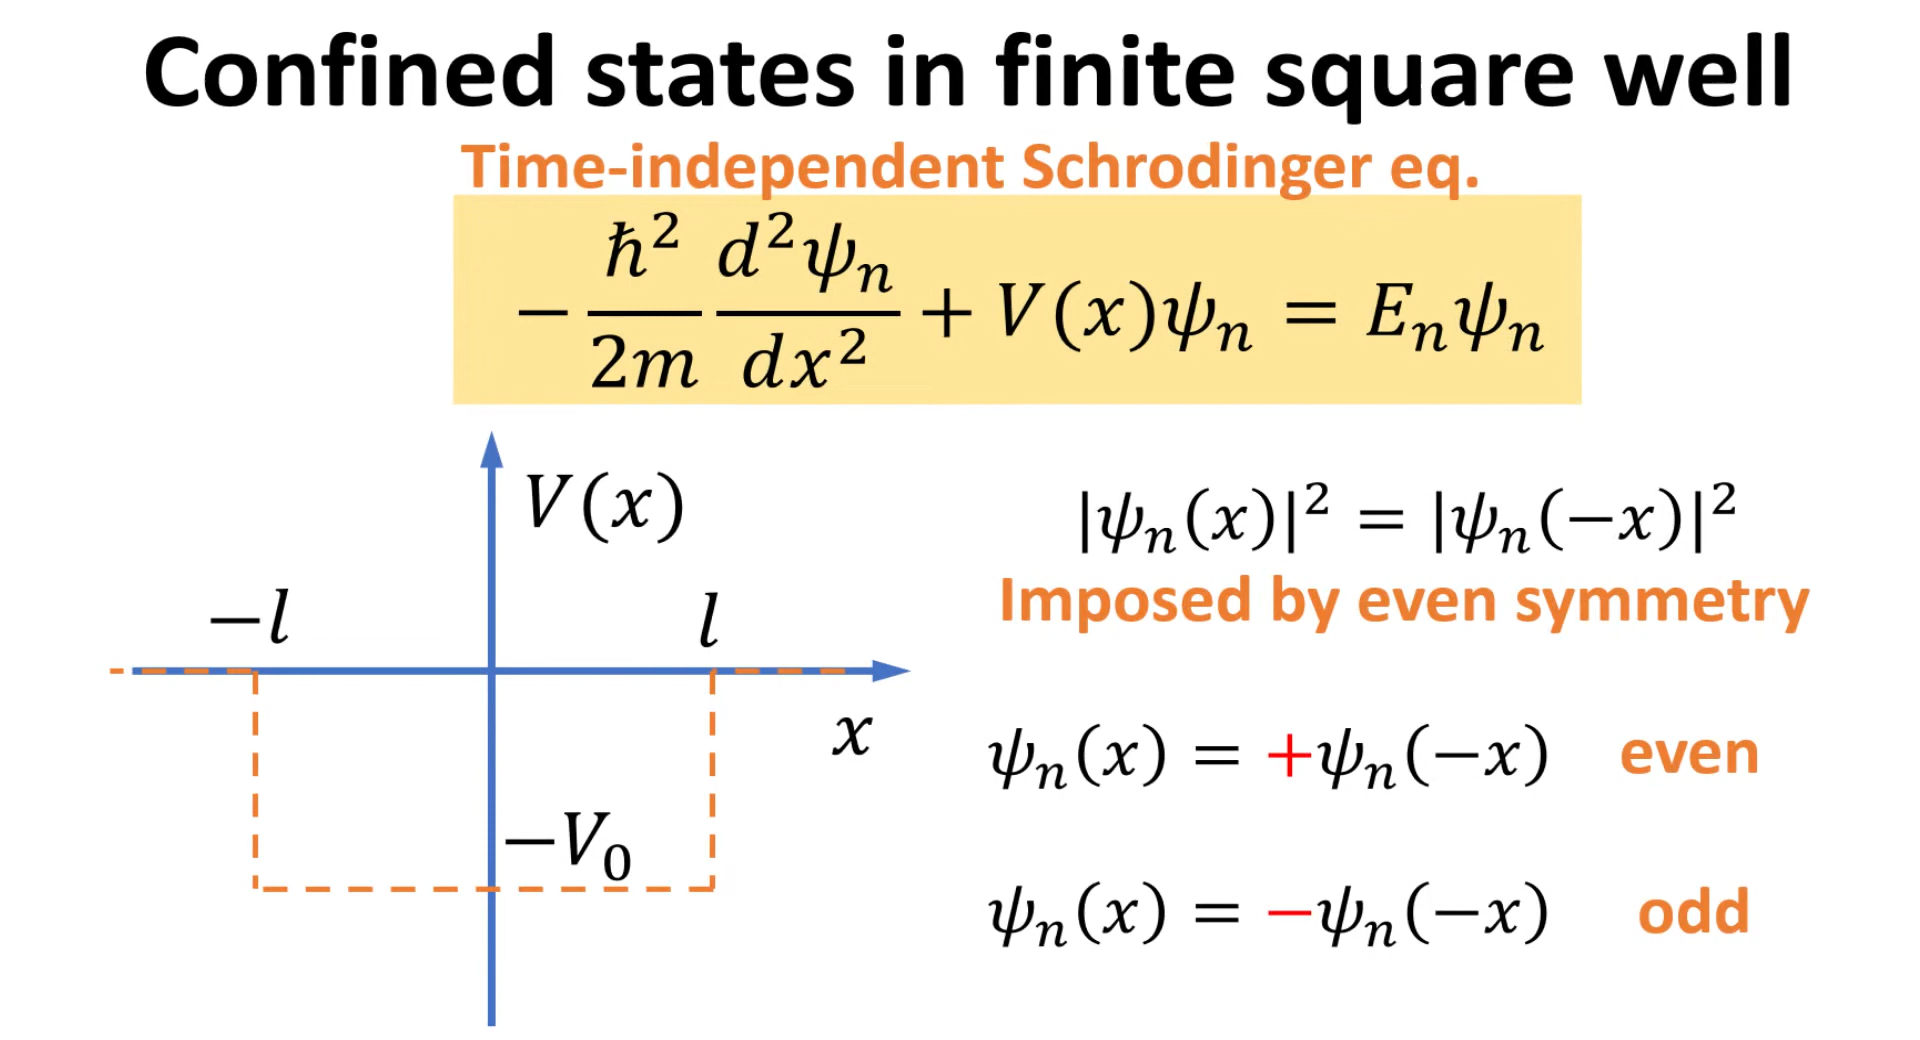 Confined states in finite square well
Time-independent Schrodinger eq.
−ħ²/2m d²ψₙ/dx² + V(x)ψₙ = Eₙψₙ
V(x)
|ψₙ(x)|² = |ψₙ(−x)|²
Imposed by even symmetry
−l
l
x
−V₀
ψₙ(x) = +ψₙ(−x) even
ψₙ(x) = −ψₙ(−x) odd